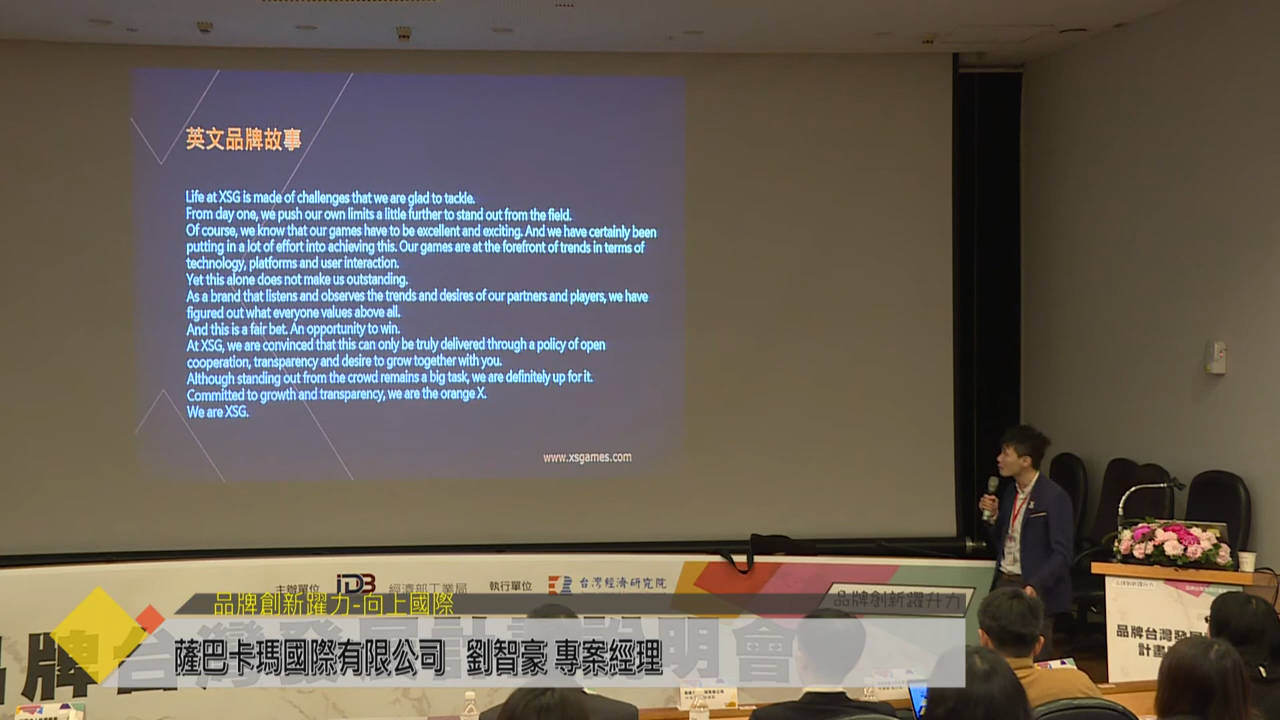 英文品牌故事
Life at XSG is made of challenges that we are glad to tackle.
From day one, we push our own limits a little further to stand out from the field.
Of course, we know that our games have to be excellent and exciting. And we have certainly been
putting in a lot of effort into achieving this. Our games are at the forefront of trends in terms of
technology, platforms and user interaction.
Yet this alone does not make us outstanding.
As a brand that listens and observes the trends and desires of our partners and players, we have
figured out what everyone values above all.
And this is a fair bet. An opportunity to win.
At XSG, we are convinced that this can only be truly delivered through a policy of open
cooperation, transparency and desire to grow together with you.
Although standing out from the crowd remains a big task, we are definitely up for it.
Committed to growth and transparency, we are the orange X.
We are XSG.
www.xsgames.com
主辦單位 IDB 經濟部工業局 執行單位 台灣經濟研究院
品牌創新躍升力
品牌創新躍力-向上國際
薩巴卡瑪國際有限公司 劉智豪 專案經理
品牌台灣發展
計畫